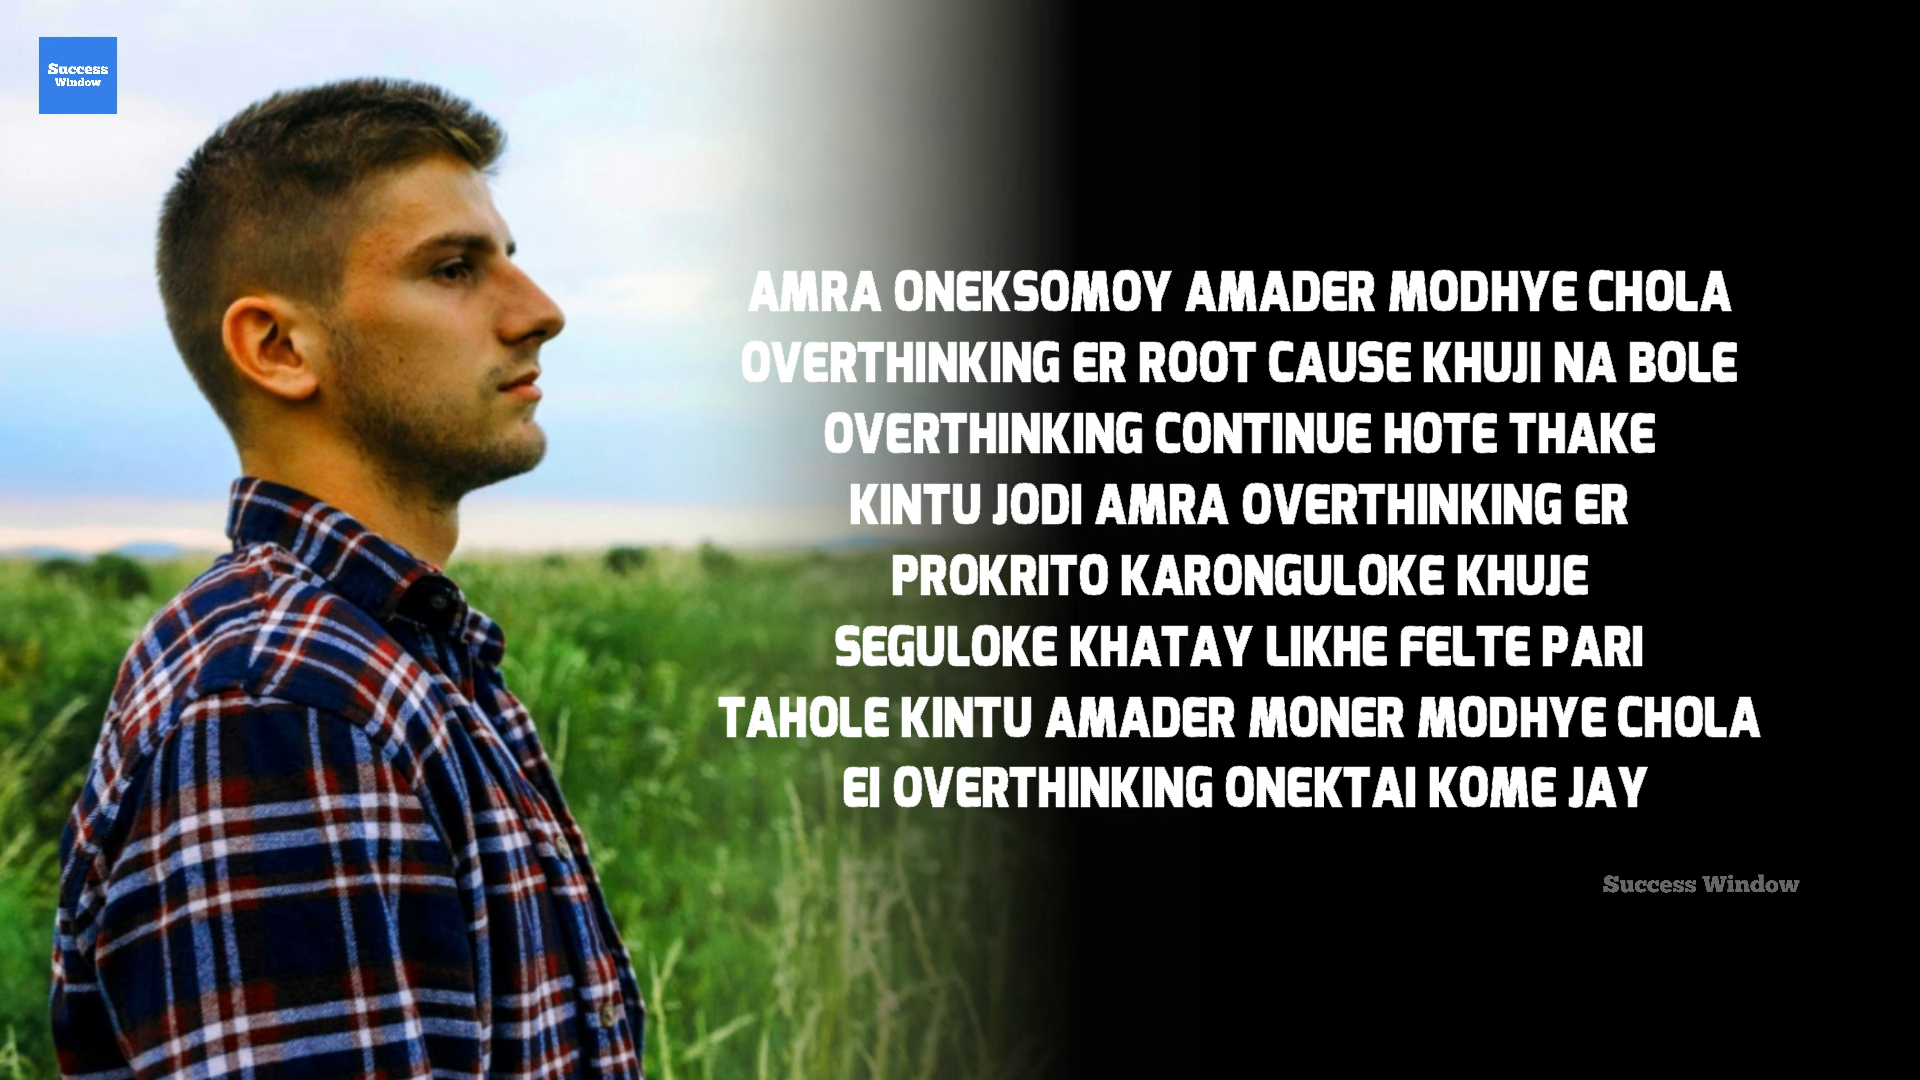 Success
Window
AMRA ONEKSOMOY AMADER MODHYE CHOLA
OVERTHINKING ER ROOT CAUSE KHUJI NA BOLE
OVERTHINKING CONTINUE HOTE THAKE
KINTU JODI AMRA OVERTHINKING ER
PROKRITO KARONGULOKE KHUJE
SEGULOKE KHATAY LIKHE FELTE PARI
TAHOLE KINTU AMADER MONER MODHYE CHOLA
EI OVERTHINKING ONEKTAI KOME JAY
Success Window